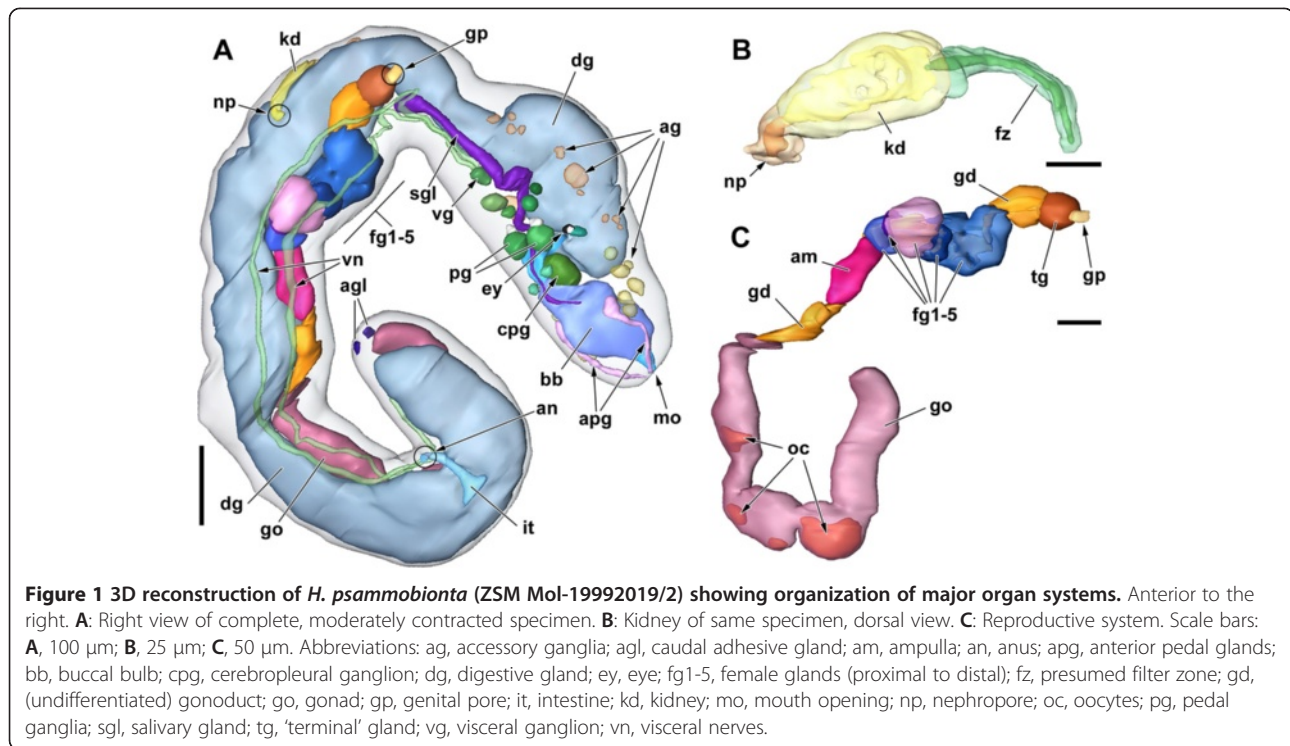 A
kd
gp
np
dg
ag
sgl
vg
fg1-5
vn
pg
ey
agl
cpg
bb
an
apg
mo
dg
go
it
B
kd
fz
np
gd
C
am
tg
gp
gd
fg1-5
go
oc
Figure 1 3D reconstruction of H. psammobionta (ZSM Mol-19992019/2) showing organization of major organ systems. Anterior to the
right. A: Right view of complete, moderately contracted specimen. B: Kidney of same specimen, dorsal view. C: Reproductive system. Scale bars:
A, 100 μm; B, 25 μm; C, 50 μm. Abbreviations: ag, accessory ganglia; agl, caudal adhesive gland; am, ampulla; an, anus; apg, anterior pedal glands;
bb, buccal bulb; cpg, cerebropleural ganglion; dg, digestive gland; ey, eye; fg1-5, female glands (proximal to distal); fz, presumed filter zone; gd,
(undifferentiated) gonoduct; go, gonad; gp, genital pore; it, intestine; kd, kidney; mo, mouth opening; np, nephropore; oc, oocytes; pg, pedal
ganglia; sgl, salivary gland; tg, ‘terminal’ gland; vg, visceral ganglion; vn, visceral nerves.